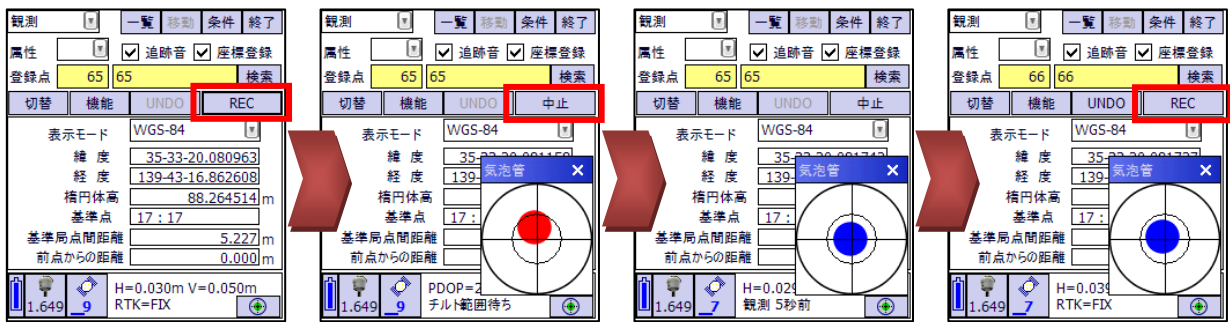 観測 一覧 移動 条件 終了
属性 追跡音 座標登録
登録点 65 65 検索
切替 機能 UNDO REC
表示モード WGS-84
緯 度 35-33-20.080963
経 度 139-43-16.862608
楕円体高 88.264514 m
基準点 17 : 17
基準局点間距離 5.227 m
前点からの距離 0.000 m
H=0.030m V=0.050m
1.649 9 RTK=FIX
観測 一覧 移動 条件 終了
属性 追跡音 座標登録
登録点 65 65 検索
切替 機能 UNDO 中止
表示モード WGS-84
緯 度
経 度 139-
気泡管 ×
楕円体高
基準点 17 :
基準局点間距離
前点からの距離
PDOP=2
1.649 9 チルト範囲待ち
観測 一覧 移動 条件 終了
属性 追跡音 座標登録
登録点 65 65 検索
切替 機能 UNDO 中止
表示モード WGS-84
緯 度
経 度 139-
気泡管 ×
楕円体高
基準点 17 :
基準局点間距離
前点からの距離
H=0.029
1.649 7 観測 5秒前
観測 一覧 移動 条件 終了
属性 追跡音 座標登録
登録点 66 66 検索
切替 機能 UNDO REC
表示モード WGS-84
緯 度
経 度 139-
気泡管 ×
楕円体高
基準点 17 :
基準局点間距離
前点からの距離
H=0.039
1.649 7 RTK=FIX